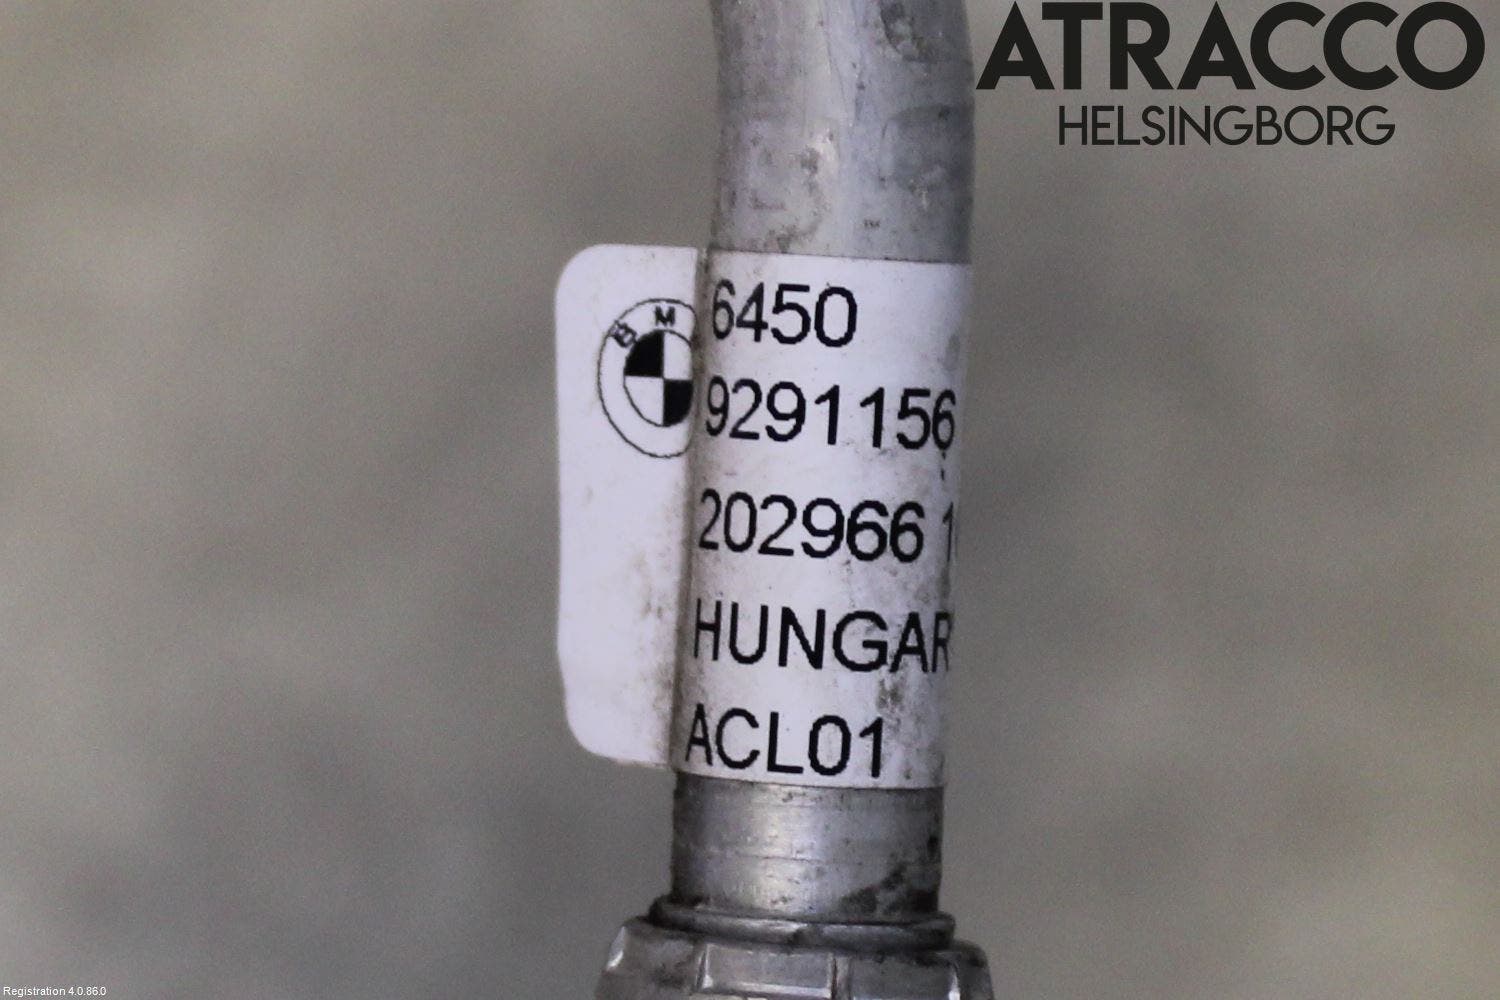 ATRACCO
HELSINGBORG
B M
6450
9291156
202966
HUNGAR
ACL01
Registration 4.0.86.0